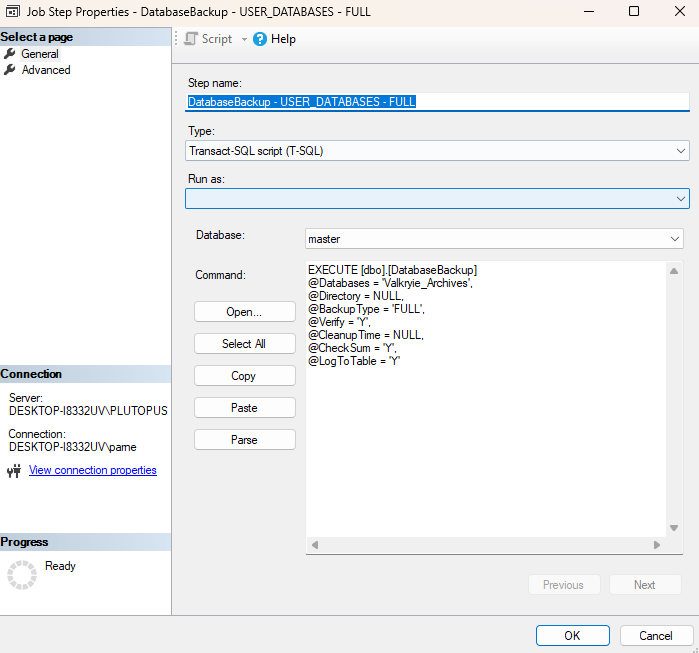 Job Step Properties - DatabaseBackup - USER_DATABASES - FULL
Select a page
General
Advanced
Script
Help
Step name:
DatabaseBackup - USER_DATABASES - FULL
Type:
Transact-SQL script (T-SQL)
Run as:
Database:
master
Command:
EXECUTE [dbo].[DatabaseBackup]
@Databases = 'Valkryie_Archives',
@Directory = NULL,
@BackupType = 'FULL',
@Verify = 'Y',
@CleanupTime = NULL,
@CheckSum = 'Y',
@LogToTable = 'Y'
Open...
Select All
Copy
Paste
Parse
Connection
Server:
DESKTOP-I8332UV\PLUTOPUS
Connection:
DESKTOP-I8332UV\parne
View connection properties
Progress
Ready
Previous
Next
OK
Cancel